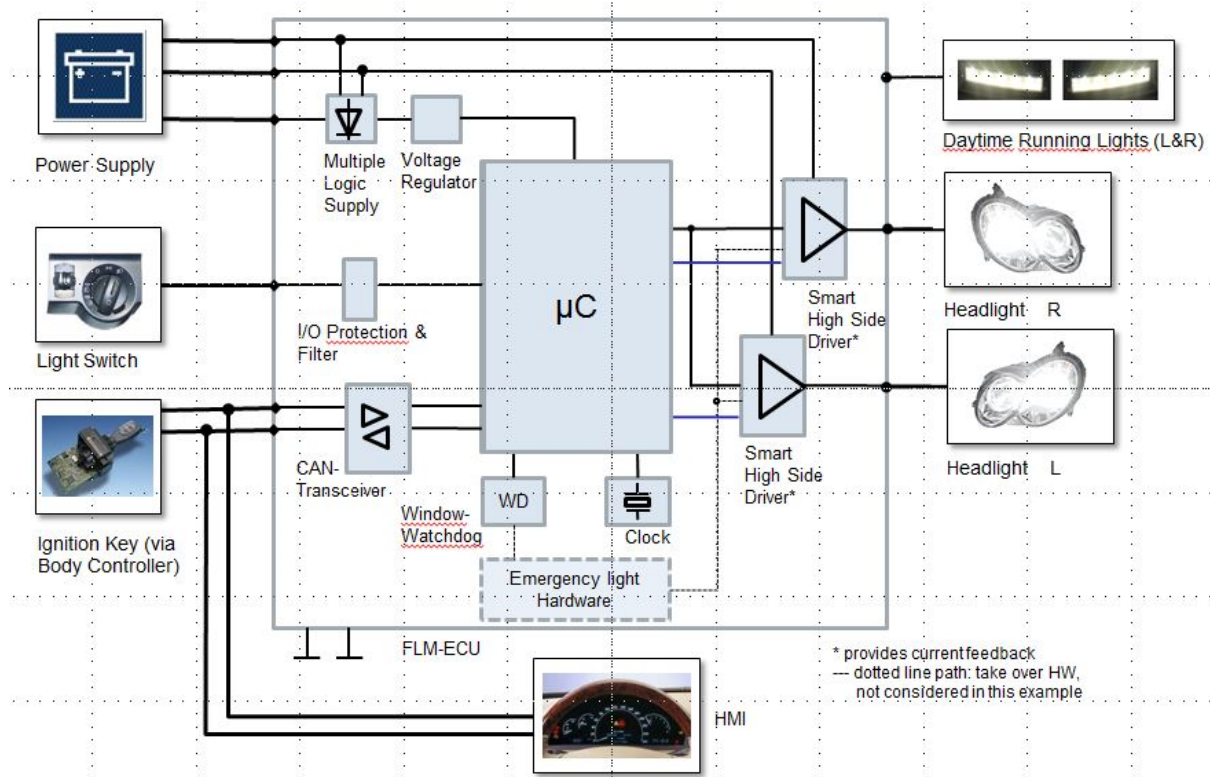 Power Supply
Multiple
Logic
Supply
Voltage
Regulator
Daytime Running Lights (L&R)
Light Switch
I/O Protection &
Filter
µC
Smart
High Side
Driver*
Headlight R
Smart
High Side
Driver*
Headlight L
Ignition Key (via
Body Controller)
CAN-
Transceiver
Window-
Watchdog
WD
Clock
Emergency light
Hardware
FLM-ECU
* provides current feedback
--- dotted line path: take over HW,
not considered in this example
HMI